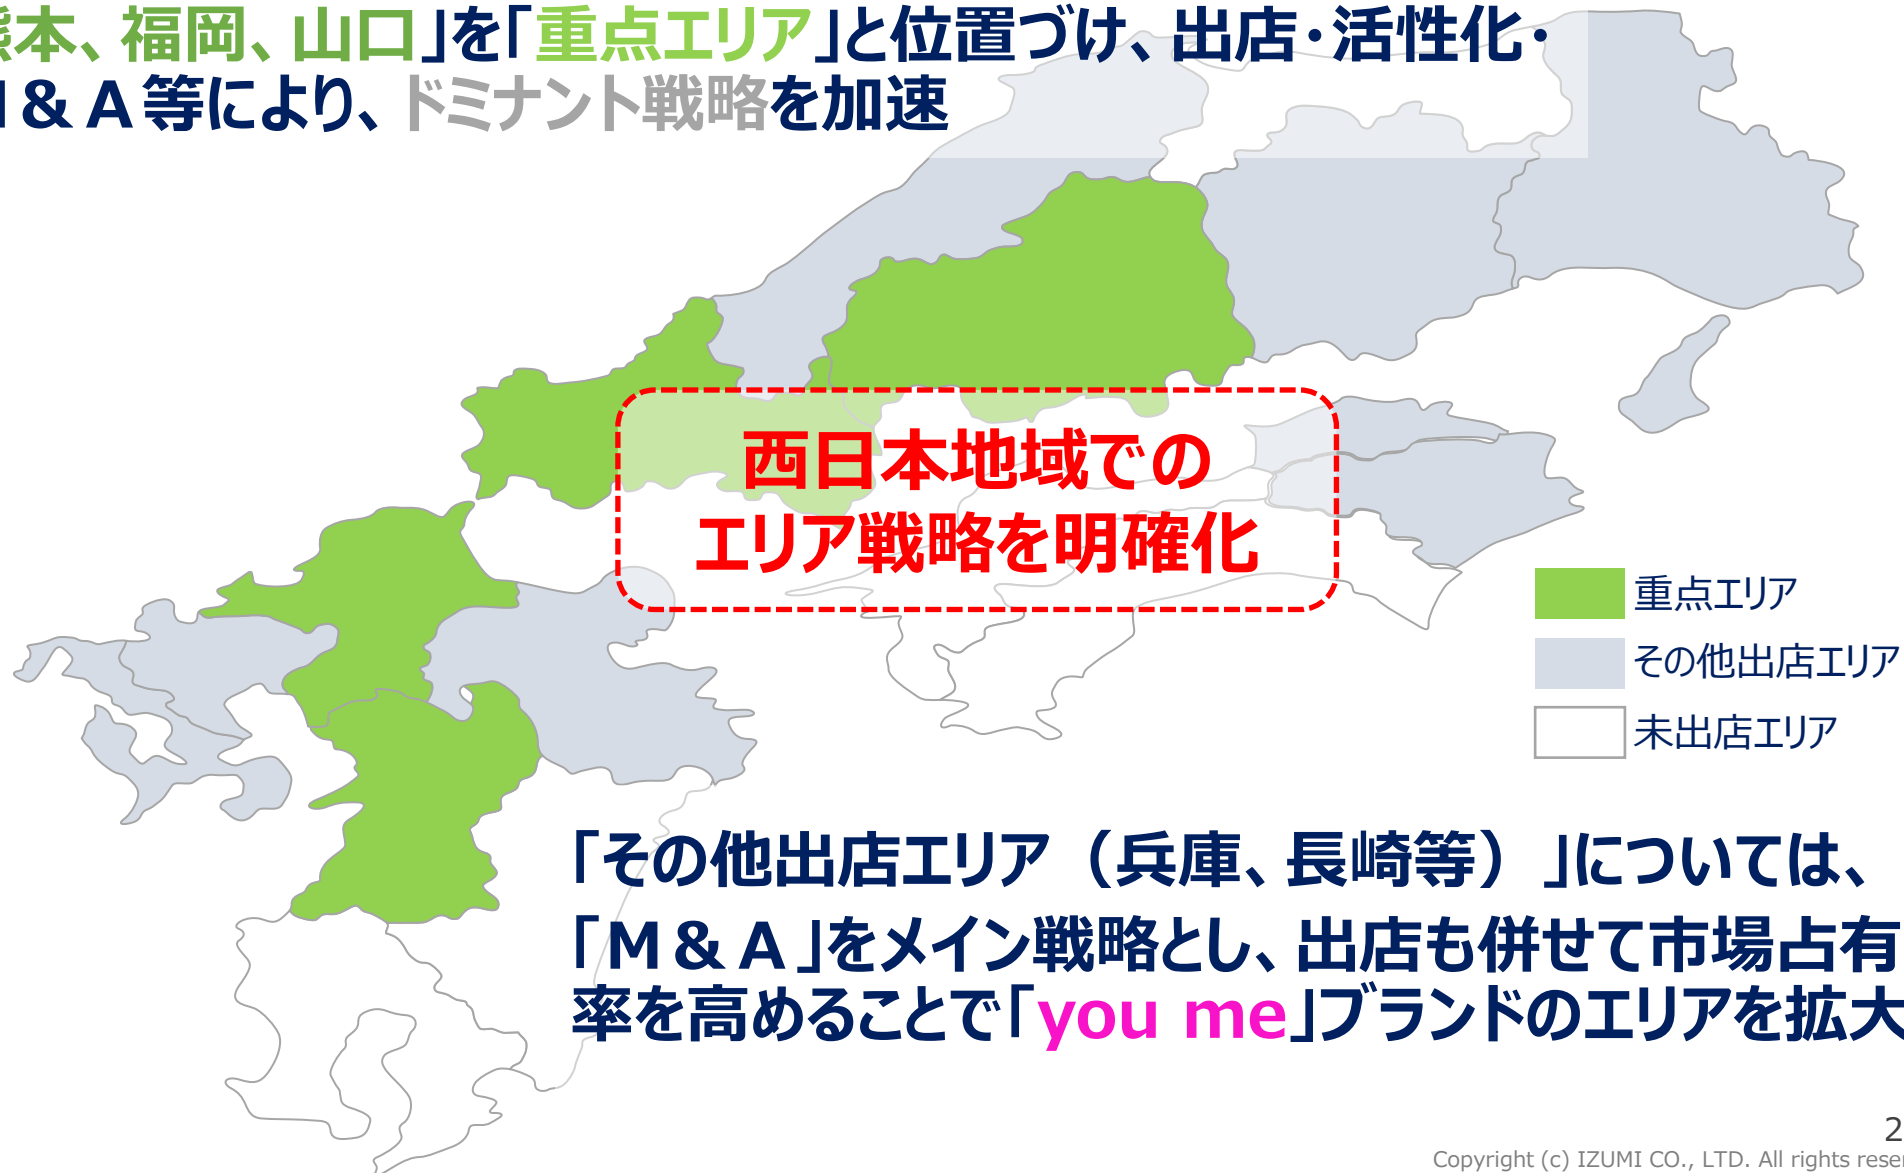 本、福岡、山口」を「重点エリア」と位置づけ、出店・活性化・
&A等により、ドミナント戦略を加速
西日本地域での
エリア戦略を明確化
重点エリア
その他出店エリア
未出店エリア
「その他出店エリア（兵庫、長崎等）」については、
「M&A」をメイン戦略とし、出店も併せて市場占有
率を高めることで「you me」ブランドのエリアを拡大
2
Copyright (c) IZUMI CO., LTD. All rights